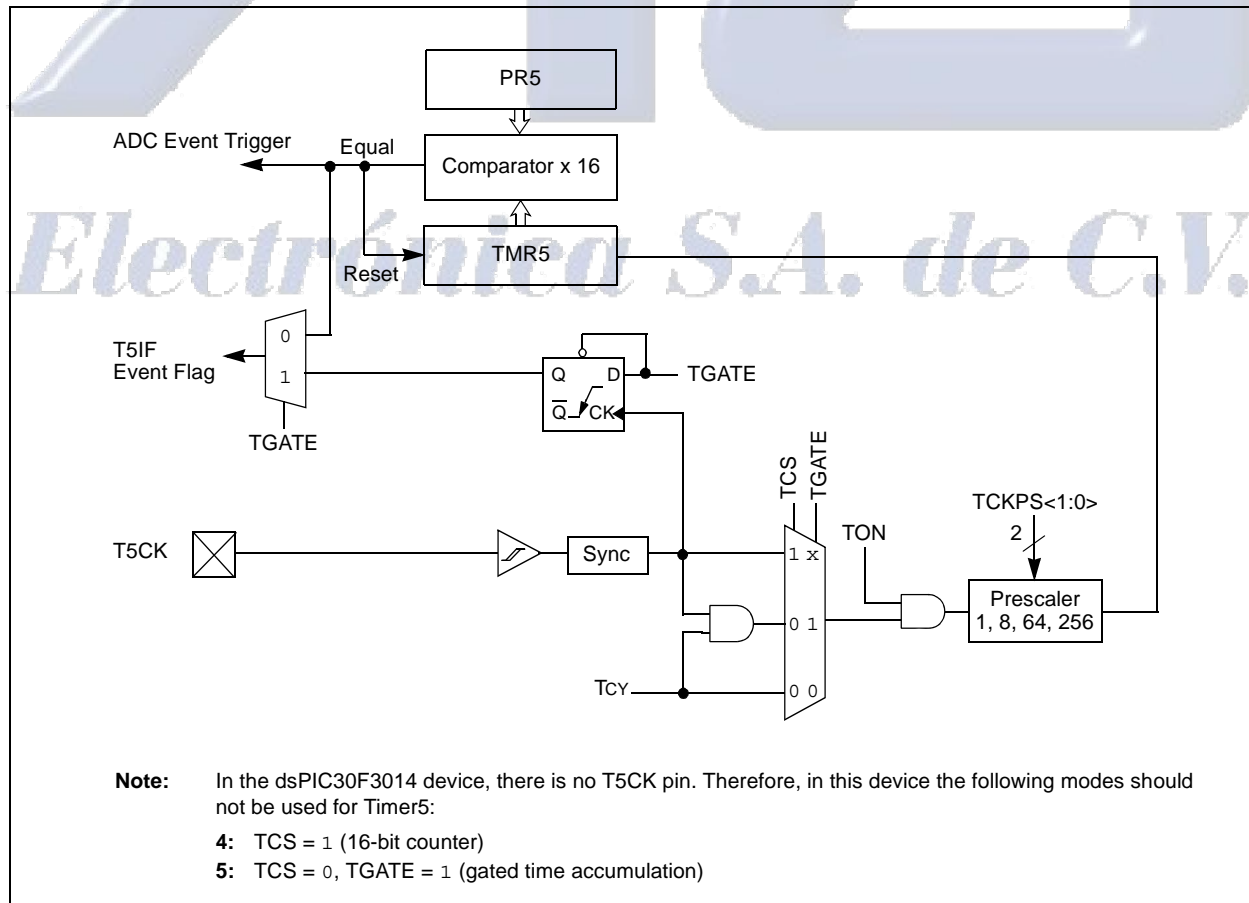 PR5
ADC Event Trigger
Equal
Comparator x 16
Electrónica S.A. de C.V.
TMR5
Reset
0
T5IF
Event Flag
1
TGATE
Q
D
TGATE
Q
CK
TCS
TGATE
TCKPS<1:0>
2
TON
T5CK
Sync
1 x
Prescaler
1, 8, 64, 256
0 1
TCY
0 0
Note: In the dsPIC30F3014 device, there is no T5CK pin. Therefore, in this device the following modes should
not be used for Timer5:
4: TCS = 1 (16-bit counter)
5: TCS = 0, TGATE = 1 (gated time accumulation)